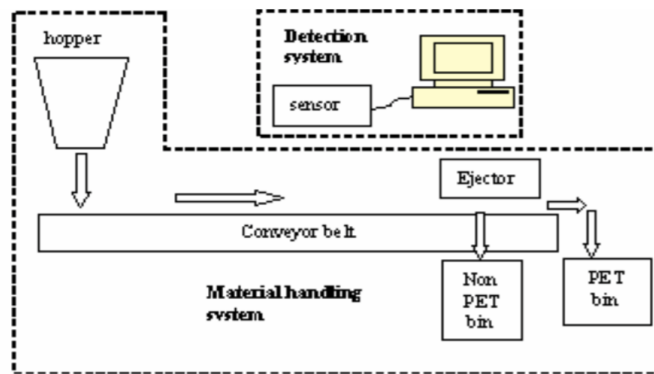 hopper
Detection
system
sensor
Ejector
Conveyor belt
Material handling
system
Non
PET
bin
PET
bin